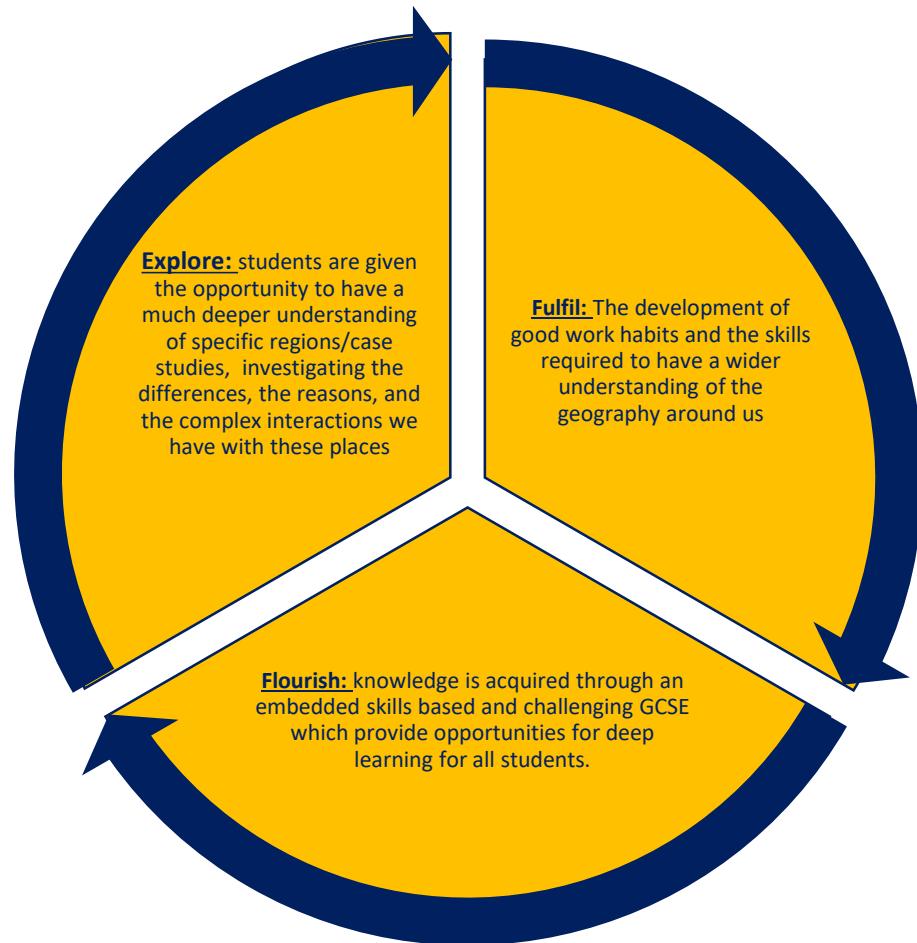 Explore: students are given
the opportunity to have a
much deeper understanding
of specific regions/case
studies, investigating the
differences, the reasons, and
the complex interactions we
have with these places
Fulfil: The development of
good work habits and the skills
required to have a wider
understanding of the
geography around us
Flourish: knowledge is acquired through an
embedded skills based and challenging GCSE
which provide opportunities for deep
learning for all students.